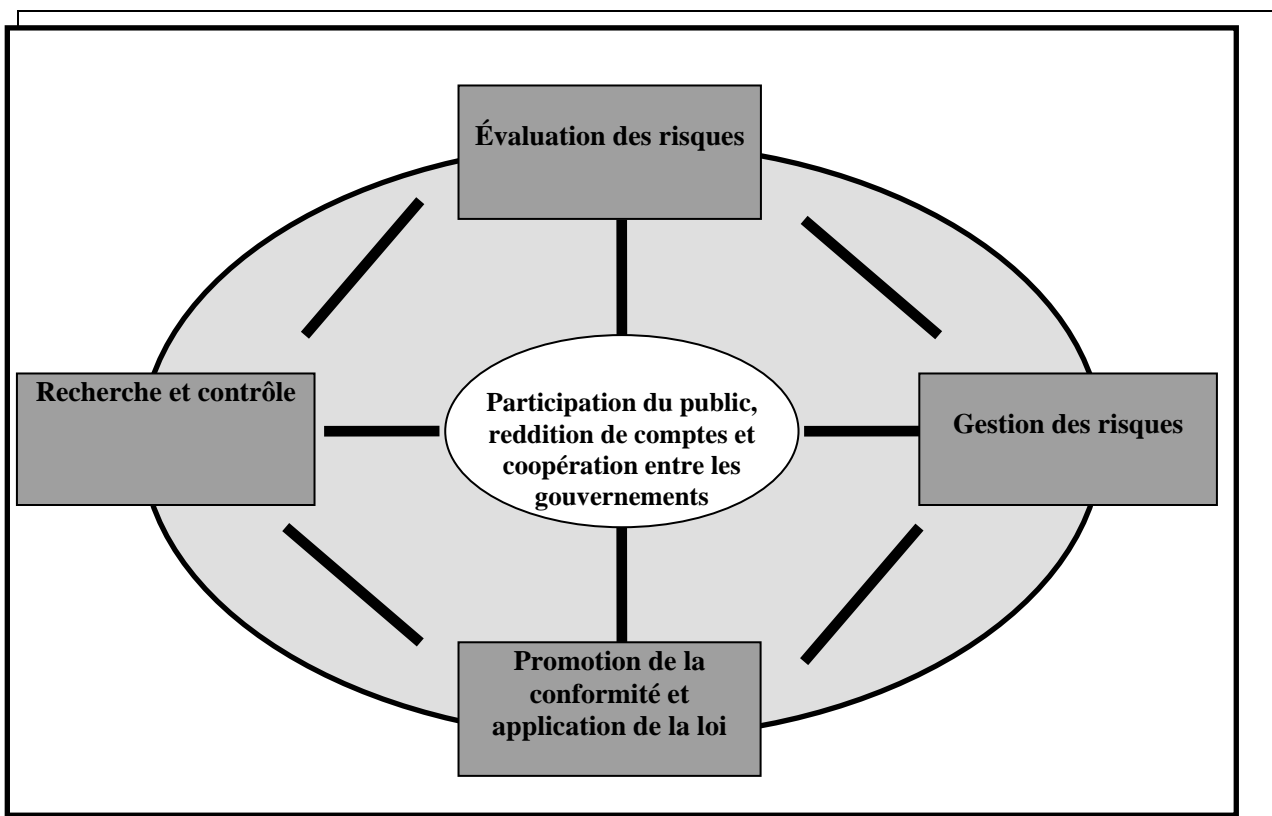 Évaluation des risques
Recherche et contrôle
Participation du public,
reddition de comptes et
coopération entre les
gouvernements
Gestion des risques
Promotion de la
conformité et
application de la loi